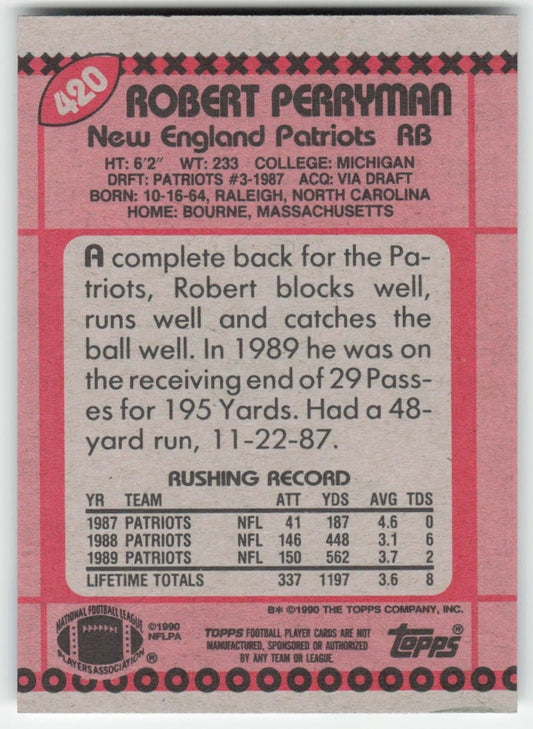 420
ROBERT PERRYMAN
New England Patriots RB
HT: 6'2" WT: 233 COLLEGE: MICHIGAN
DRFT: PATRIOTS #3-1987 ACQ: VIA DRAFT
BORN: 10-16-64, RALEIGH, NORTH CAROLINA
HOME: BOURNE, MASSACHUSETTS
A complete back for the Pa-
triots, Robert blocks well,
runs well and catches the
ball well. In 1989 he was on
the receiving end of 29 Pass-
es for 195 Yards. Had a 48-
yard run, 11-22-87.
RUSHING RECORD
YR TEAM ATT YDS AVG TDS
1987 PATRIOTS NFL 41 187 4.6 0
1988 PATRIOTS NFL 146 448 3.1 6
1989 PATRIOTS NFL 150 562 3.7 2
LIFETIME TOTALS 337 1197 3.6 8
B* ©1990 THE TOPPS COMPANY, INC.
NATIONAL FOOTBALL LEAGUE
PLAYERS ASSOCIATION ®
©1990
NFLPA
TOPPS FOOTBALL PLAYER CARDS ARE NOT
MANUFACTURED, SPONSORED OR AUTHORIZED
BY ANY TEAM OR LEAGUE.
topps ®